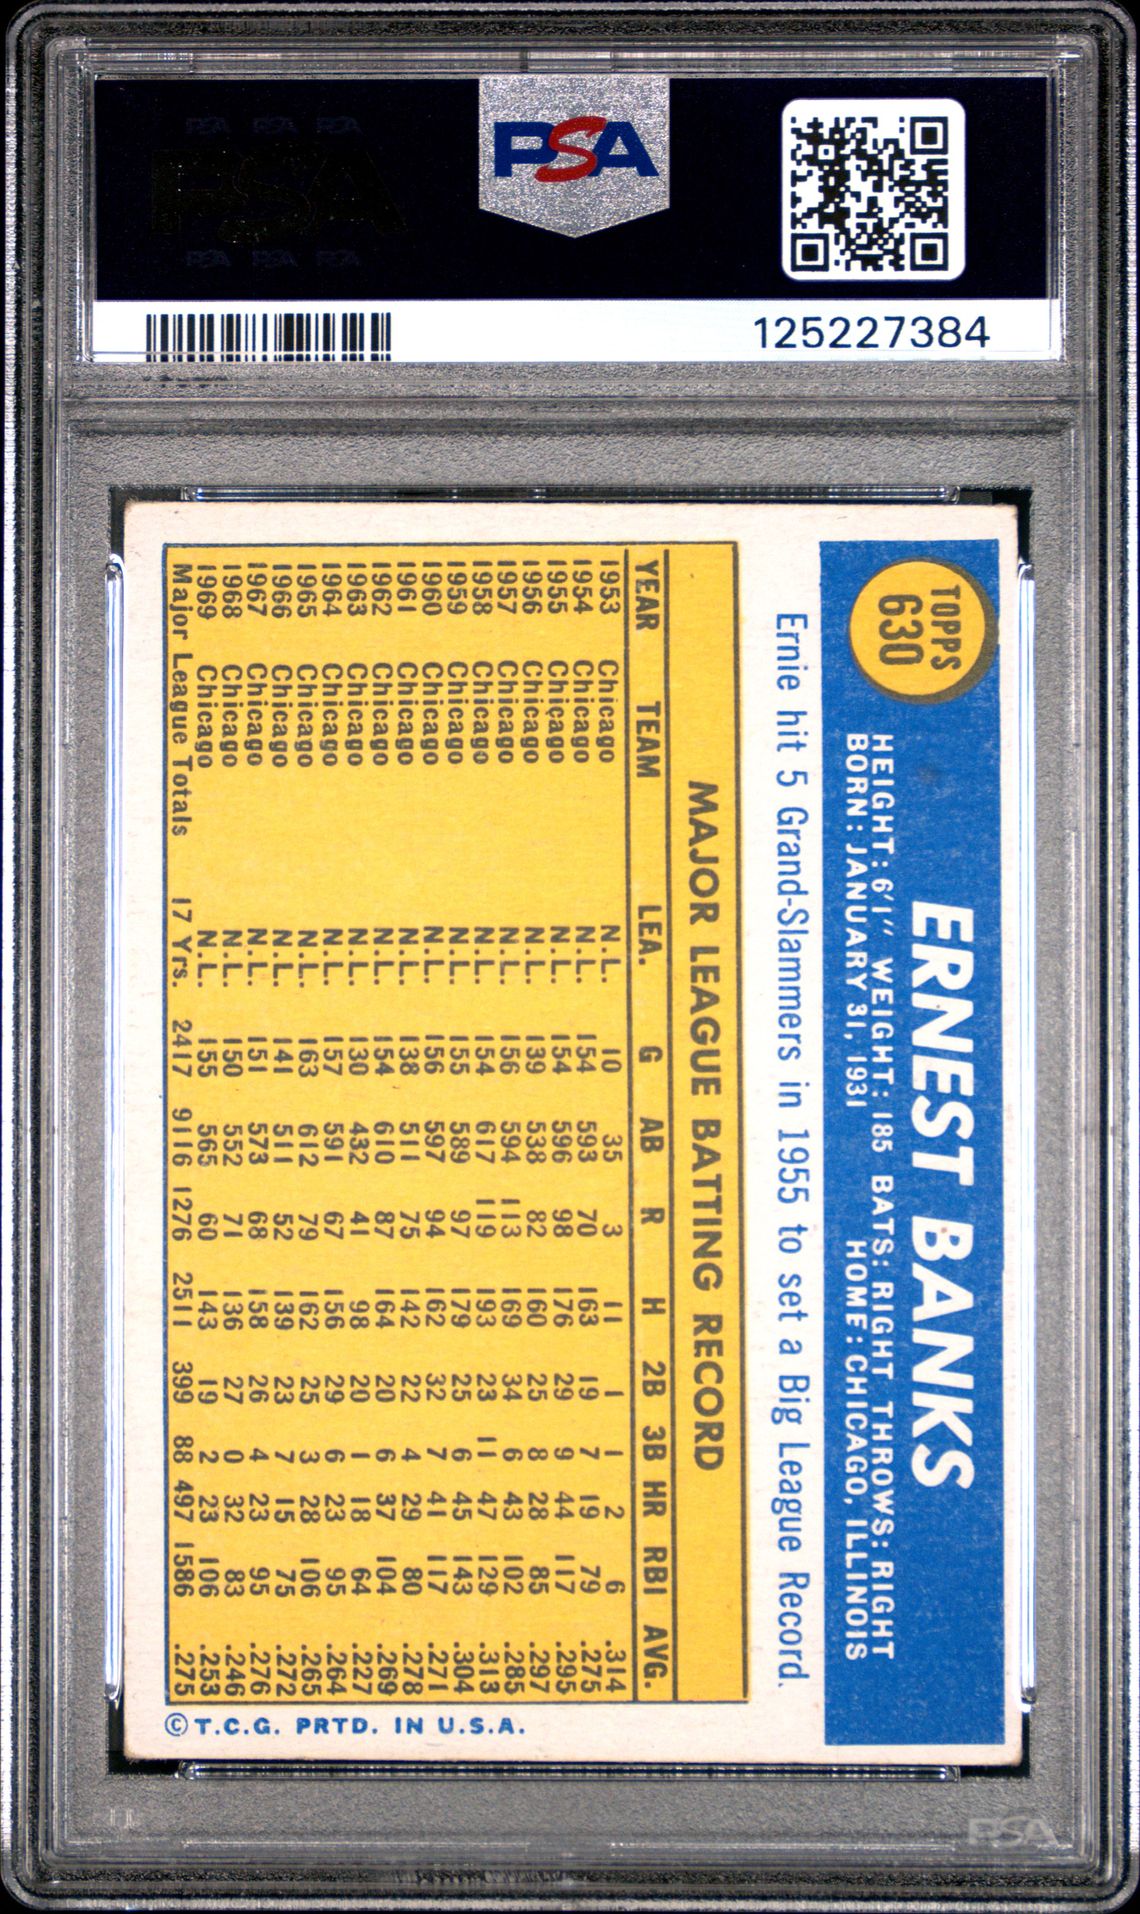 PSA PSA PSA
PSA
PSA PSA PSA
PSA
125227384
TOPPS
630
ERNEST BANKS
HEIGHT: 6'1" WEIGHT: 185 BATS: RIGHT THROWS: RIGHT
BORN: JANUARY 31, 1931 HOME: CHICAGO, ILLINOIS
Ernie hit 5 Grand-Slammers in 1955 to set a Big League Record.
MAJOR LEAGUE BATTING RECORD
YEAR TEAM LEA. G AB R H 2B 3B HR RBI AVG.
1953 Chicago N.L. 10 35 3 11 1 1 2 6 .314
1954 Chicago N.L. 154 593 70 163 19 7 19 79 .275
1955 Chicago N.L. 154 596 98 176 29 9 44 117 .295
1956 Chicago N.L. 139 538 82 160 25 8 28 85 .297
1957 Chicago N.L. 156 594 113 169 34 6 43 102 .285
1958 Chicago N.L. 154 617 119 193 23 11 47 129 .313
1959 Chicago N.L. 155 589 97 179 25 6 45 143 .304
1960 Chicago N.L. 156 597 94 162 32 7 41 117 .271
1961 Chicago N.L. 138 511 75 142 22 4 29 80 .278
1962 Chicago N.L. 154 610 87 164 20 6 37 104 .269
1963 Chicago N.L. 130 432 41 98 20 1 18 64 .227
1964 Chicago N.L. 157 591 67 156 29 6 23 95 .264
1965 Chicago N.L. 163 612 79 162 25 3 28 106 .265
1966 Chicago N.L. 141 511 52 139 23 7 15 75 .272
1967 Chicago N.L. 151 573 68 158 26 4 23 95 .276
1968 Chicago N.L. 150 552 71 136 27 0 32 83 .246
1969 Chicago N.L. 155 565 60 143 19 2 23 106 .253
Major League Totals 17 Yrs. 2417 9116 1276 2511 399 88 497 1586 .275
© T.C.G. PRTD. IN U.S.A.
PSA